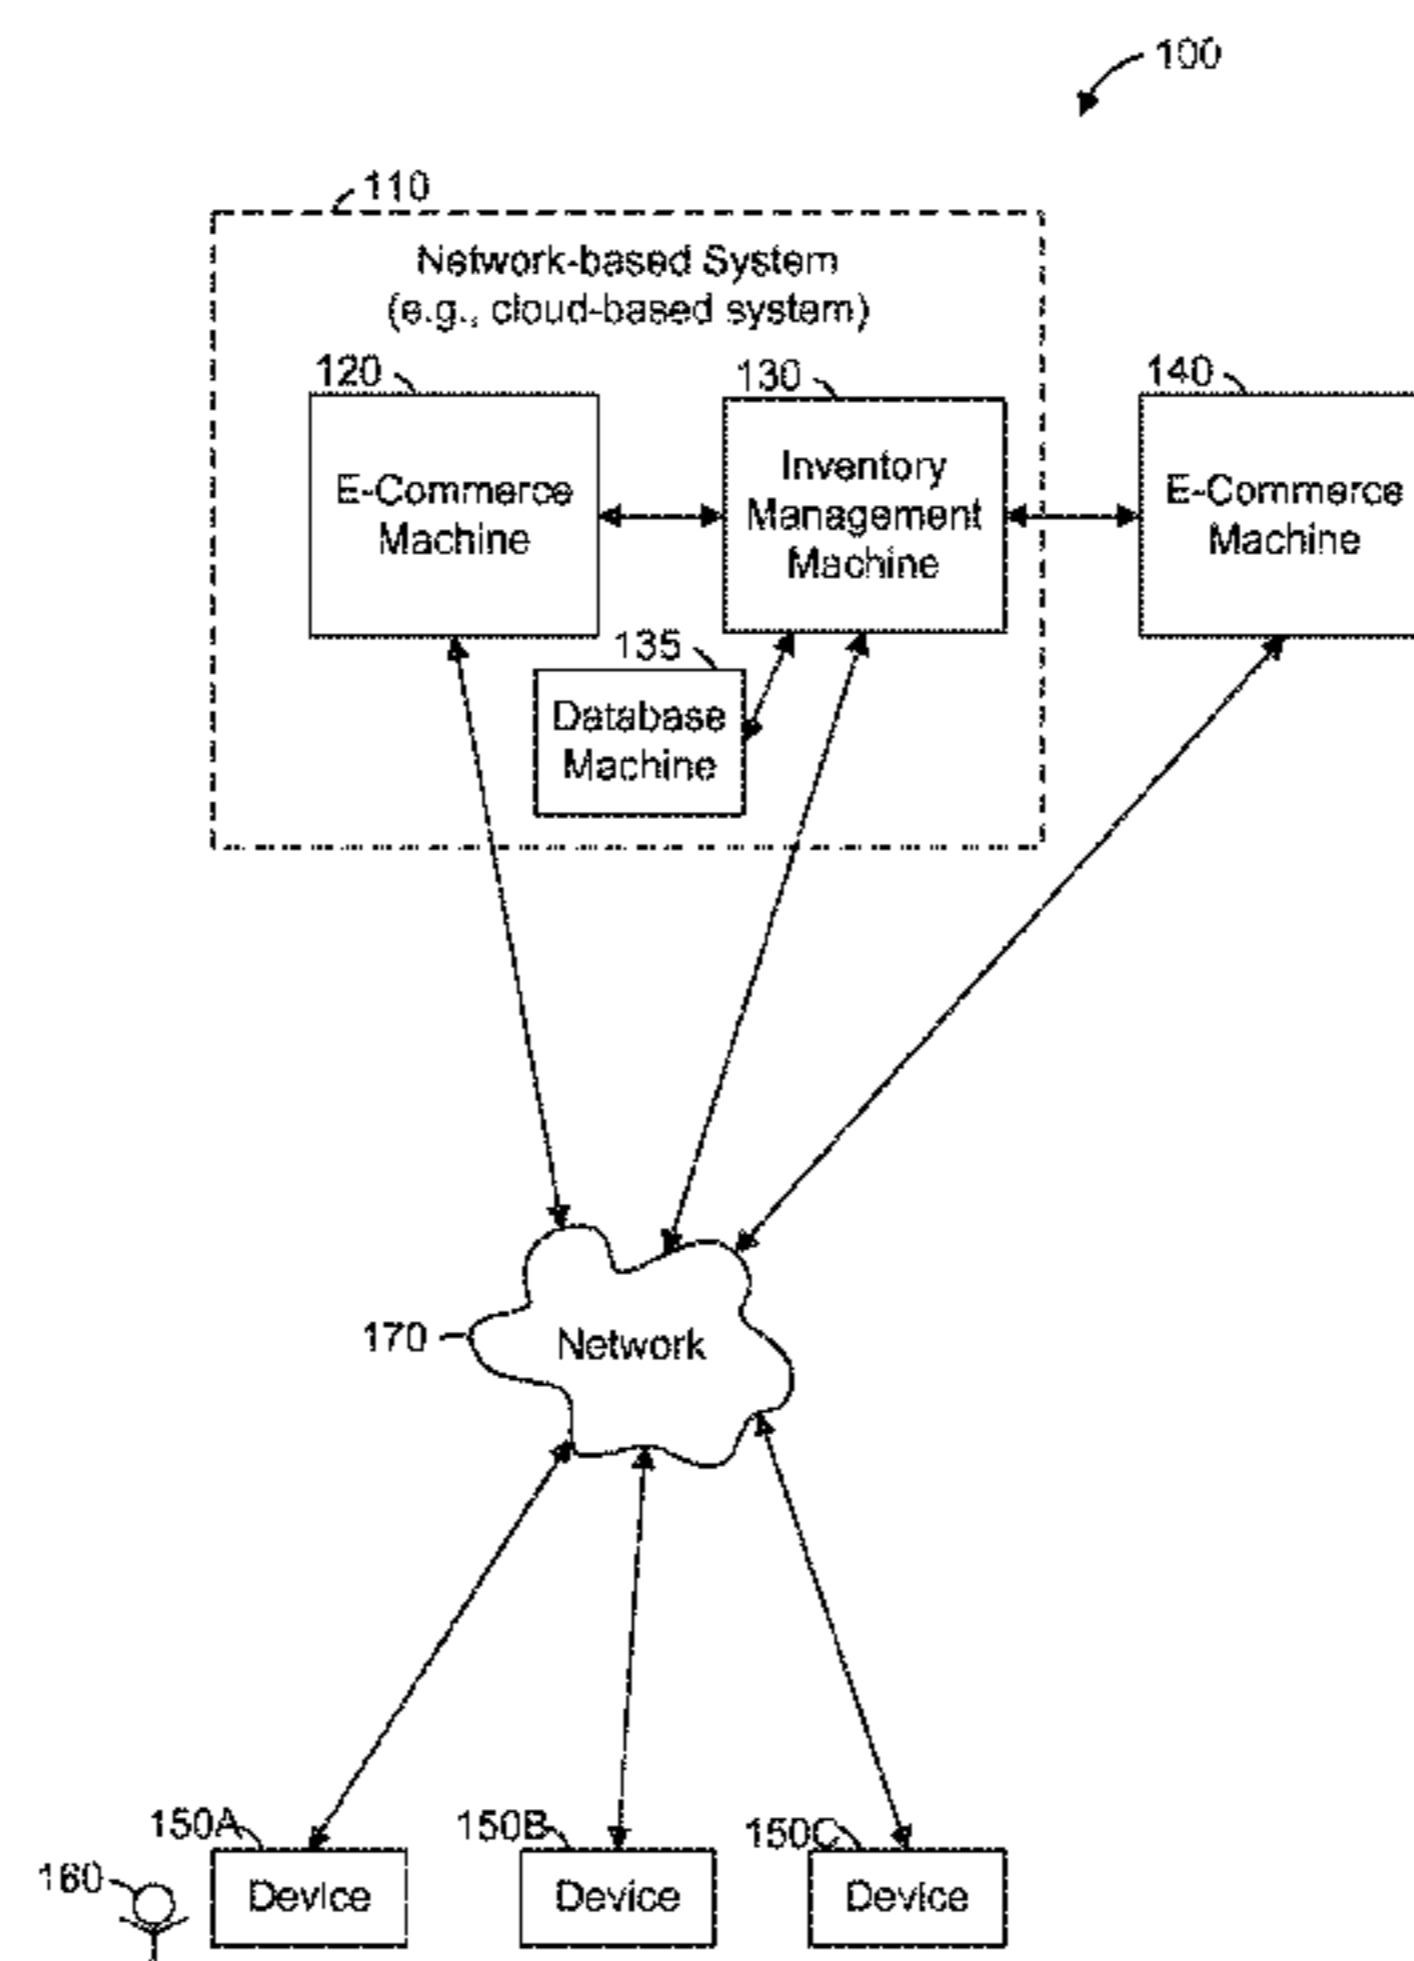 100
110
Network-based System
(e.g., cloud-based system)
120
130
140
E-Commerce
Machine
Inventory
Management
Machine
E-Commerce
Machine
135
Database
Machine
170
Network
150A
150B
150C
160
Device
Device
Device